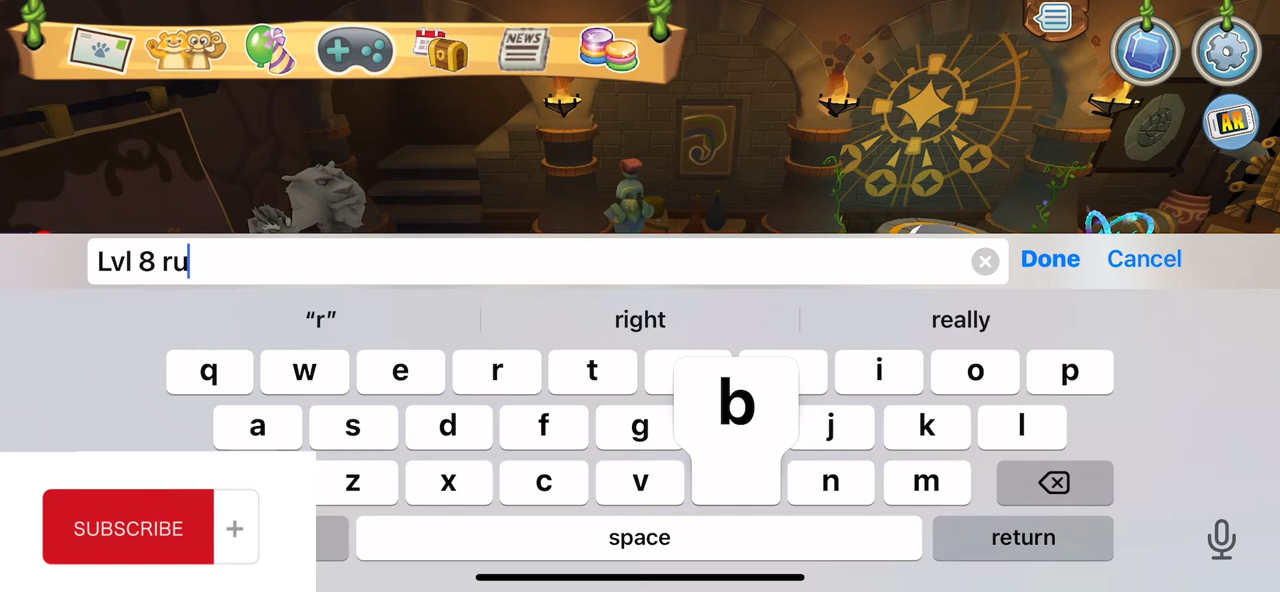 NEWS
AR
Lvl 8 ru
Done
Cancel
“r”
right
really
q w e r t i o p
a s d f g b j k l
z x c v n m
SUBSCRIBE +
space
return